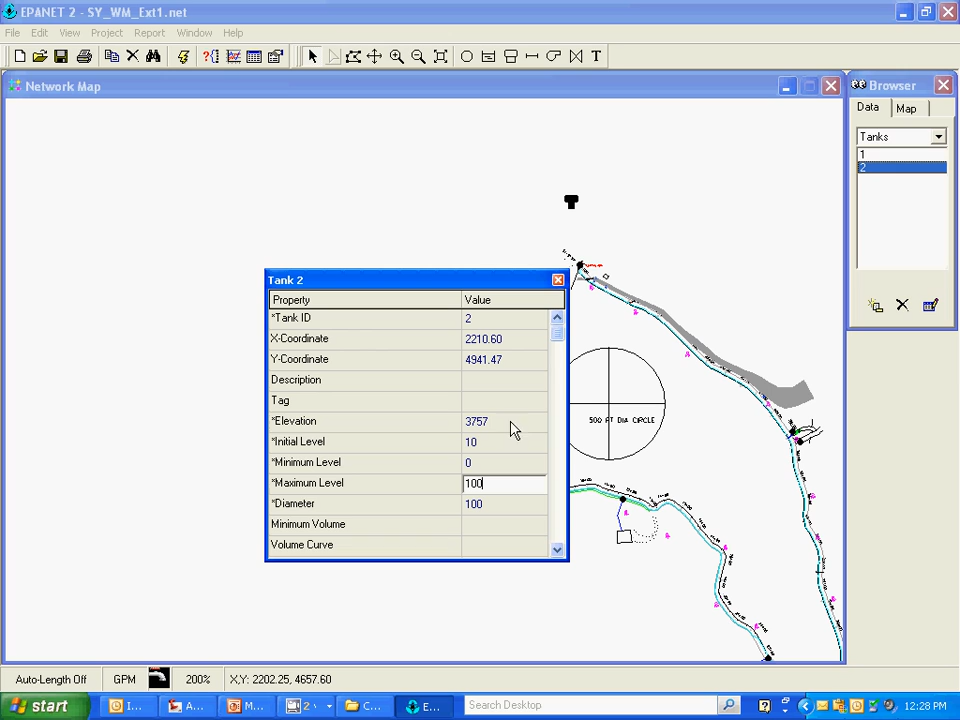 EPANET 2 - SY_WM_Ext1.net
File Edit View Project Report Window Help
Network Map
Browser
Data Map
Tanks
1
2
Tank 2
Property Value
*Tank ID 2
X-Coordinate 2210.60
Y-Coordinate 4941.47
Description
Tag
*Elevation 3757
*Initial Level 10
*Minimum Level 0
*Maximum Level 100
*Diameter 100
Minimum Volume
Volume Curve
500 FT DIA CIRCLE
Auto-Length Off GPM 200% X,Y: 2202.25, 4657.60
start I... A... M... 2 C... E... Search Desktop 12:28 PM